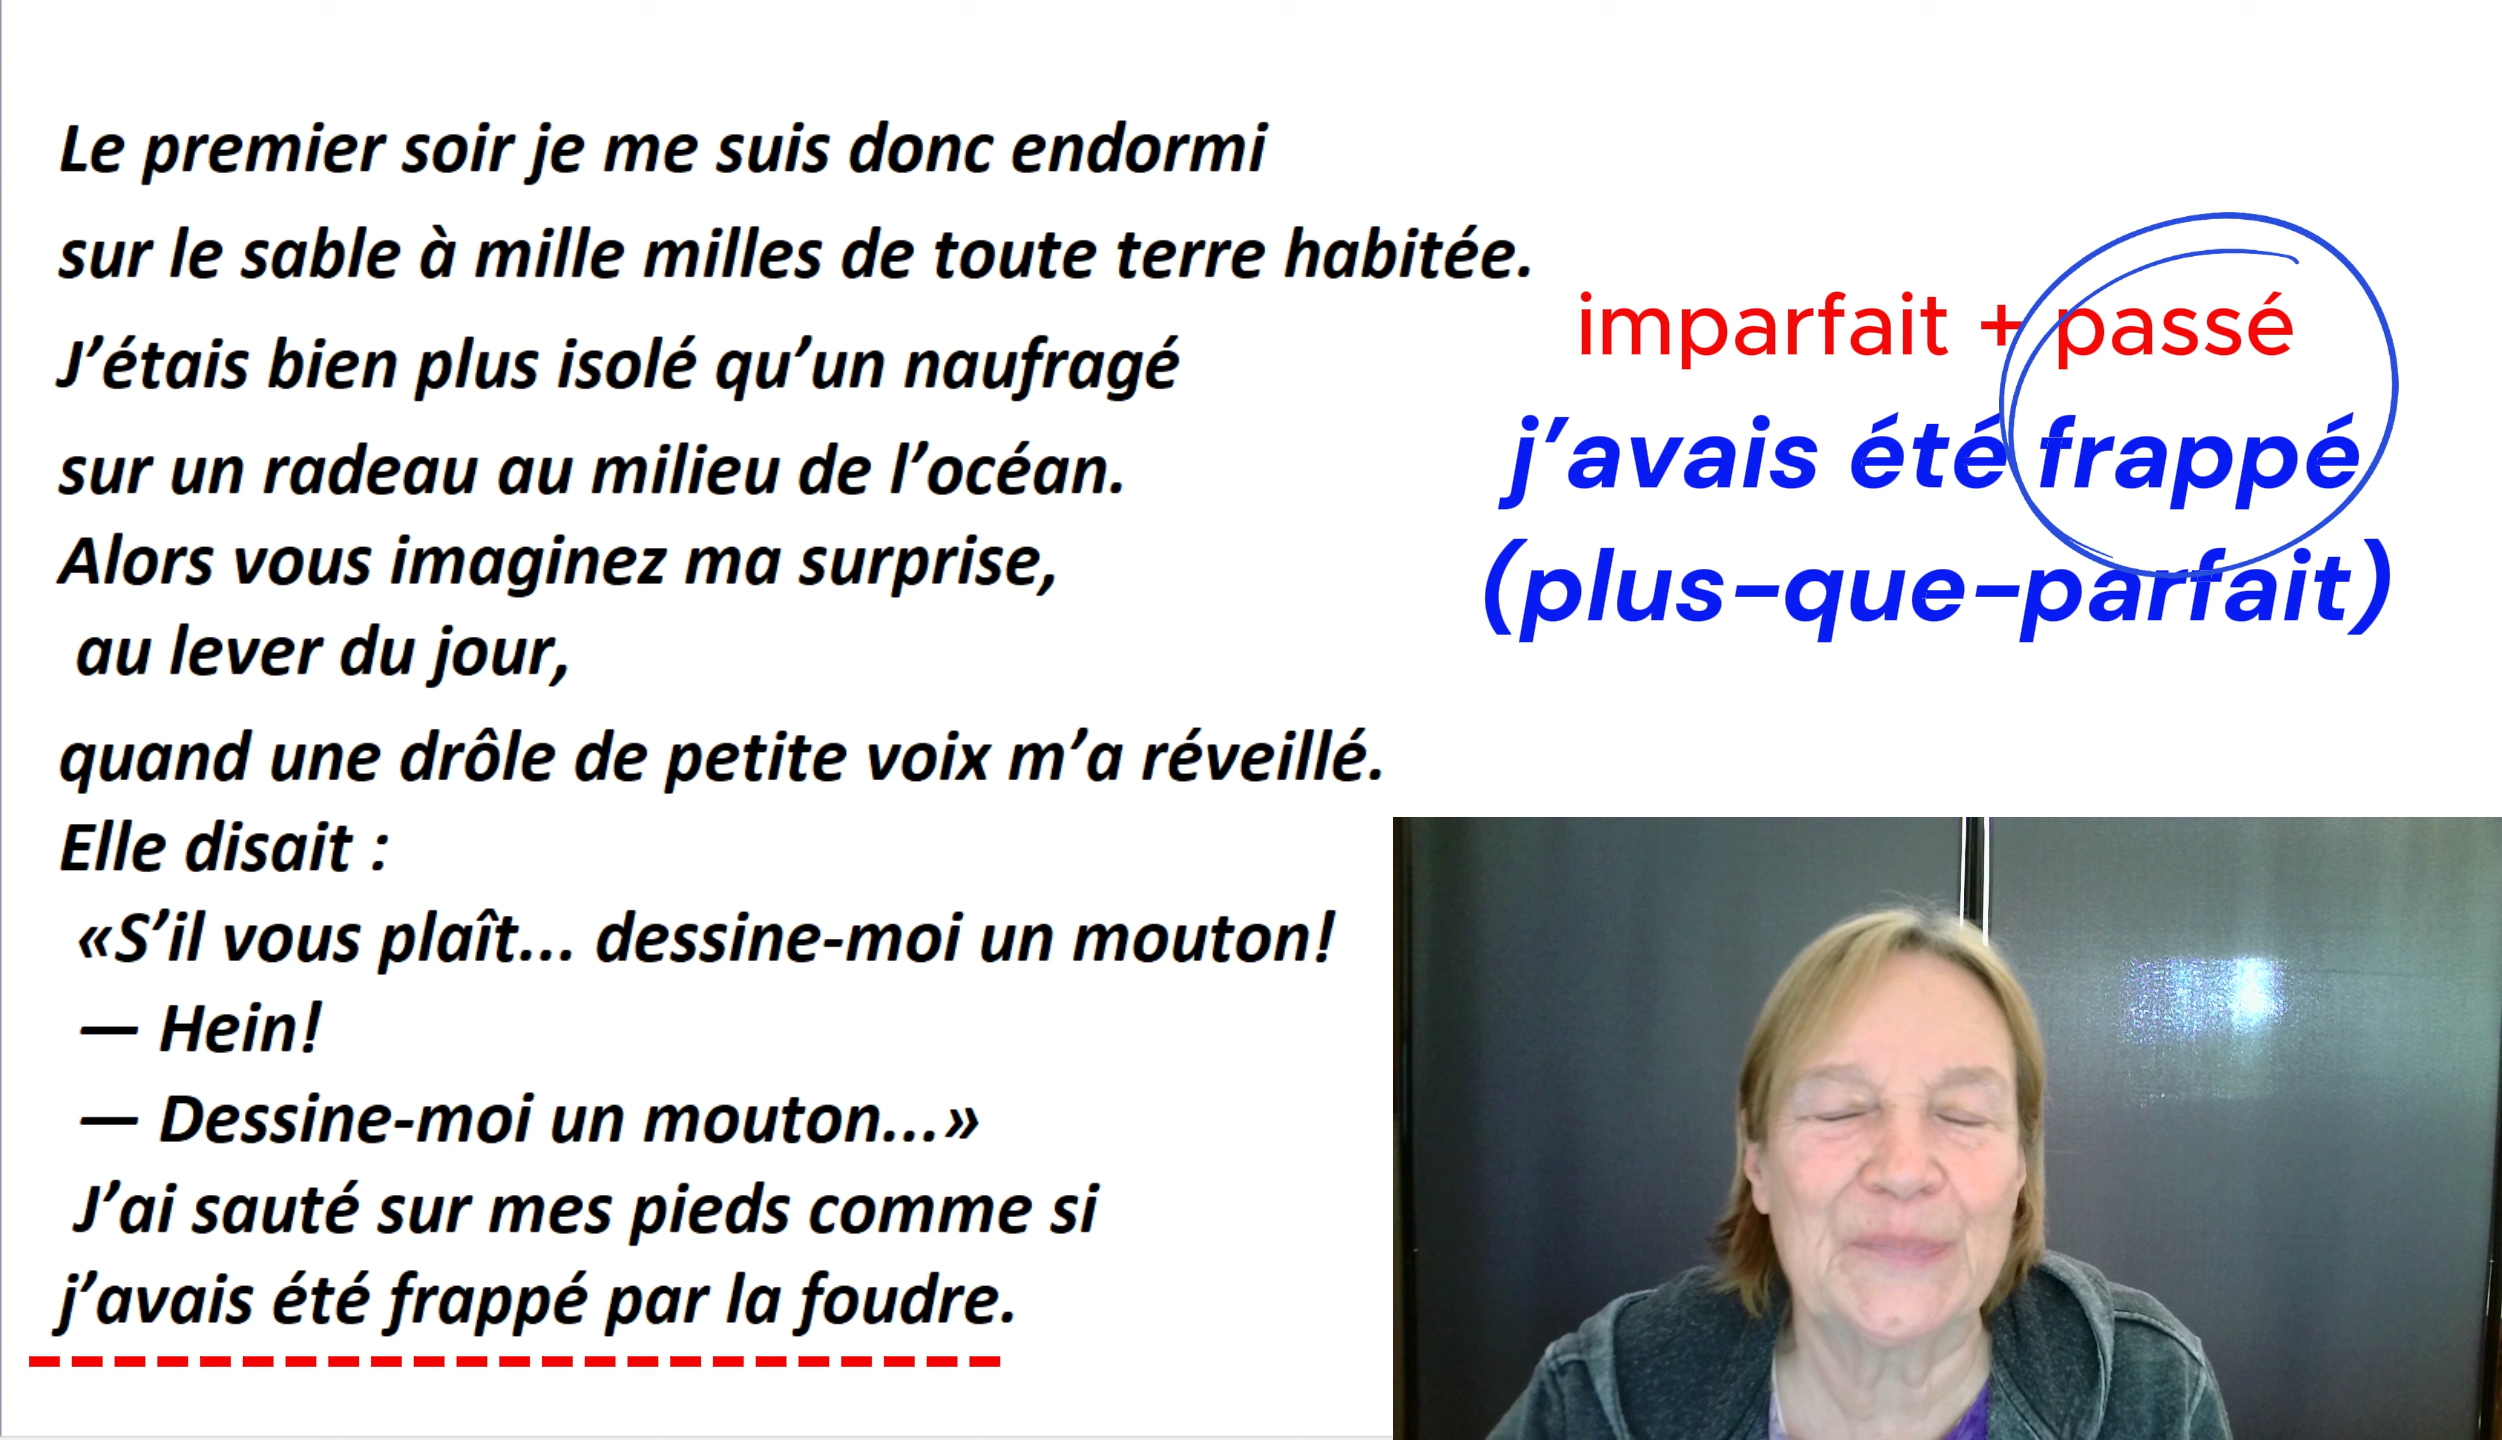 Le premier soir je me suis donc endormi
sur le sable à mille milles de toute terre habitée.
J’étais bien plus isolé qu’un naufragé
sur un radeau au milieu de l’océan.
Alors vous imaginez ma surprise,
au lever du jour,
quand une drôle de petite voix m’a réveillé.
Elle disait :
«S’il vous plaît... dessine-moi un mouton!
— Hein!
— Dessine-moi un mouton...»
J’ai sauté sur mes pieds comme si
j’avais été frappé par la foudre.
imparfait + passé
j’avais été frappé
(plus-que-parfait)